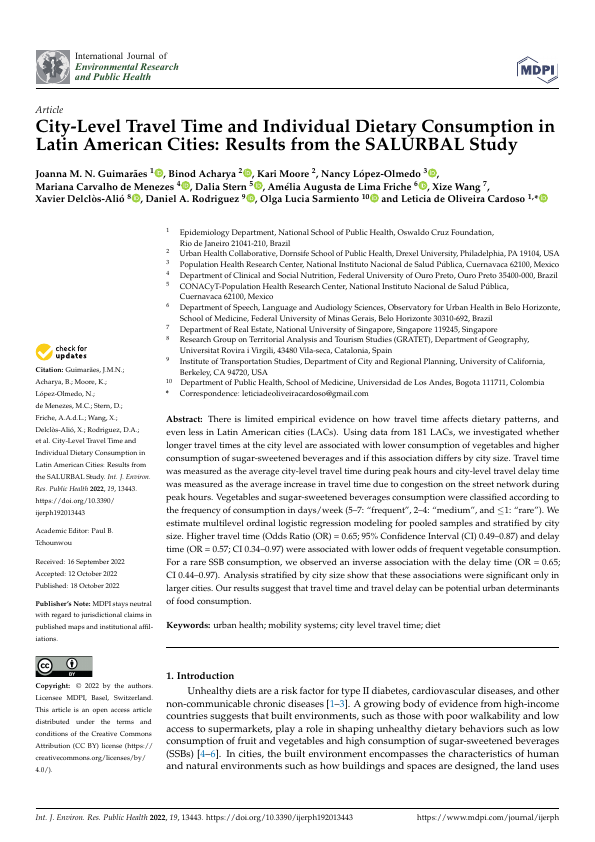 International Journal of
Environmental Research
and Public Health
MDPI
Article
City-Level Travel Time and Individual Dietary Consumption in
Latin American Cities: Results from the SALURBAL Study
Joanna M. N. Guimarães 1, Binod Acharya 2, Kari Moore 2, Nancy López-Olmedo 3,
Mariana Carvalho de Menezes 4, Dalia Stern 5, Amélia Augusta de Lima Friche 6, Xize Wang 7,
Xavier Delclòs-Alió 8, Daniel A. Rodriguez 9, Olga Lucia Sarmiento 10 and Leticia de Oliveira Cardoso 1,*
1 Epidemiology Department, National School of Public Health, Oswaldo Cruz Foundation,
Rio de Janeiro 21041-210, Brazil
2 Urban Health Collaborative, Dornsife School of Public Health, Drexel University, Philadelphia, PA 19104, USA
3 Population Health Research Center, National Instituto Nacional de Salud Pública, Cuernavaca 62100, Mexico
4 Department of Clinical and Social Nutrition, Federal University of Ouro Preto, Ouro Preto 35400-000, Brazil
5 CONACyT-Population Health Research Center, National Instituto Nacional de Salud Pública,
Cuernavaca 62100, Mexico
6 Department of Speech, Language and Audiology Sciences, Observatory for Urban Health in Belo Horizonte,
School of Medicine, Federal University of Minas Gerais, Belo Horizonte 30310-692, Brazil
7 Department of Real Estate, National University of Singapore, Singapore 119245, Singapore
8 Research Group on Territorial Analysis and Tourism Studies (GRATET), Department of Geography,
Universitat Rovira i Virgili, 43480 Vila-seca, Catalonia, Spain
9 Institute of Transportation Studies, Department of City and Regional Planning, University of California,
Berkeley, CA 94720, USA
10 Department of Public Health, School of Medicine, Universidad de Los Andes, Bogota 111711, Colombia
* Correspondence: leticiadeoliveiracardoso@gmail.com
check for
updates
Citation: Guimarães, J.M.N.;
Acharya, B.; Moore, K.;
López-Olmedo, N.;
de Menezes, M.C.; Stern, D.;
Friche, A.A.d.L.; Wang, X.;
Delclòs-Alió, X.; Rodriguez, D.A.;
et al. City-Level Travel Time and
Individual Dietary Consumption in
Latin American Cities: Results from
the SALURBAL Study. Int. J. Environ.
Res. Public Health 2022, 19, 13443.
https://doi.org/10.3390/
ijerph192013443
Academic Editor: Paul B.
Tchounwou
Received: 16 September 2022
Accepted: 12 October 2022
Published: 18 October 2022
Publisher's Note: MDPI stays neutral
with regard to jurisdictional claims in
published maps and institutional affil-
iations.
cc BY
Copyright: © 2022 by the authors.
Licensee MDPI, Basel, Switzerland.
This article is an open access article
distributed under the terms and
conditions of the Creative Commons
Attribution (CC BY) license (https://
creativecommons.org/licenses/by/
4.0/).
Abstract: There is limited empirical evidence on how travel time affects dietary patterns, and
even less in Latin American cities (LACs). Using data from 181 LACs, we investigated whether
longer travel times at the city level are associated with lower consumption of vegetables and higher
consumption of sugar-sweetened beverages and if this association differs by city size. Travel time
was measured as the average city-level travel time during peak hours and city-level travel delay time
was measured as the average increase in travel time due to congestion on the street network during
peak hours. Vegetables and sugar-sweetened beverages consumption were classified according to
the frequency of consumption in days/week (5–7: “frequent”, 2–4: “medium”, and ≤1: “rare”). We
estimate multilevel ordinal logistic regression modeling for pooled samples and stratified by city
size. Higher travel time (Odds Ratio (OR) = 0.65; 95% Confidence Interval (CI) 0.49–0.87) and delay
time (OR = 0.57; CI 0.34–0.97) were associated with lower odds of frequent vegetable consumption.
For a rare SSB consumption, we observed an inverse association with the delay time (OR = 0.65;
CI 0.44–0.97). Analysis stratified by city size show that these associations were significant only in
larger cities. Our results suggest that travel time and travel delay can be potential urban determinants
of food consumption.
Keywords: urban health; mobility systems; city level travel time; diet
1. Introduction
Unhealthy diets are a risk factor for type II diabetes, cardiovascular diseases, and other
non-communicable chronic diseases [1–3]. A growing body of evidence from high-income
countries suggests that built environments, such as those with poor walkability and low
access to supermarkets, play a role in shaping unhealthy dietary behaviors such as low
consumption of fruit and vegetables and high consumption of sugar-sweetened beverages
(SSBs) [4–6]. In cities, the built environment encompasses the characteristics of human
and natural environments such as how buildings and spaces are designed, the land uses
Int. J. Environ. Res. Public Health 2022, 19, 13443. https://doi.org/10.3390/ijerph192013443
https://www.mdpi.com/journal/ijerph